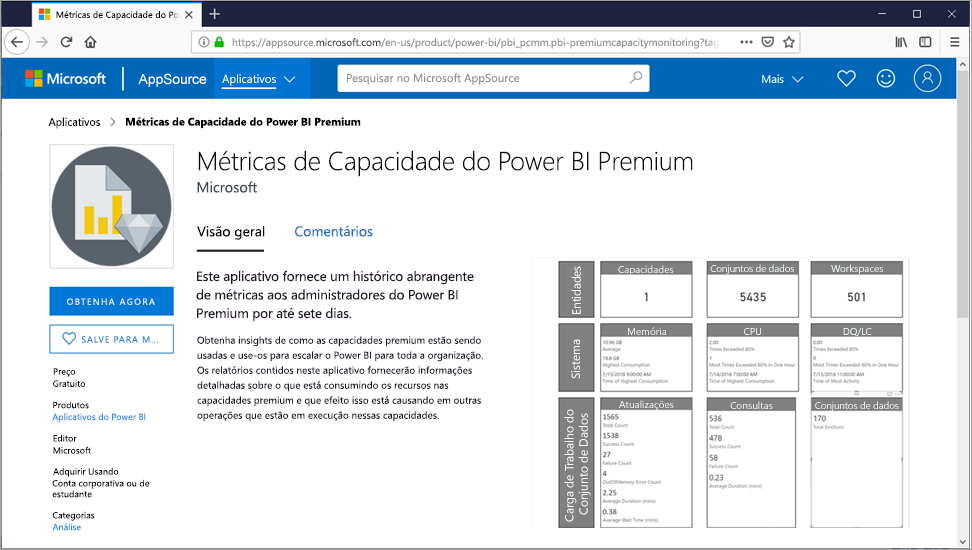 Métricas de Capacidade do Po
https://appsource.microsoft.com/en-us/product/power-bi/pbi_pcmm.pbi-premiumcapacitymonitoring?tag
Microsoft
AppSource
Aplicativos
Pesquisar no Microsoft AppSource
Mais
Aplicativos > Métricas de Capacidade do Power BI Premium
Métricas de Capacidade do Power BI Premium
Microsoft
Visão geral
Comentários
Este aplicativo fornece um histórico abrangente
de métricas aos administradores do Power BI
Premium por até sete dias.
Obtenha insights de como as capacidades premium estão sendo
usadas e use-os para escalar o Power BI para toda a organização.
Os relatórios contidos neste aplicativo fornecerão informações
detalhadas sobre o que está consumindo os recursos nas
capacidades premium e que efeito isso está causando em outras
operações que estão em execução nessas capacidades.
OBTENHA AGORA
SALVE PARA M...
Preço
Gratuito
Produtos
Aplicativos do Power BI
Editor
Microsoft
Adquirir Usando
Conta corporativa ou de
estudante
Categorias
Análise
Entidades
Capacidades
1
Conjuntos de dados
5435
Workspaces
501
Sistema
Memória
10.96 GB
Average
18.8 GB
Highest Consumption
7/15/2018 9:00:00 AM
Time of Highest Consumption
CPU
2.00
Times Exceeded 80%
1
Most Times Exceeded 80% in One Hour
7/14/2018 7:00:00 AM
Time of Highest Consumption
DQ/LC
0.00
Times Exceeded 80%
0
Most Times Exceeded 80% in One Hour
7/13/2018 11:00:00 AM
Time of Most Activity
Carga de Trabalho do
Conjunto de Dados
Atualizações
1565
Total Count
1538
Success Count
27
Failure Count
4
OutOfMemory Error Count
2.25
Average Duration (mins)
0.38
Average Wait Time (mins)
Consultas
536
Total Count
478
Success Count
58
Failure Count
0.23
Average Duration (mins)
Conjuntos de dados
170
Total Evictions